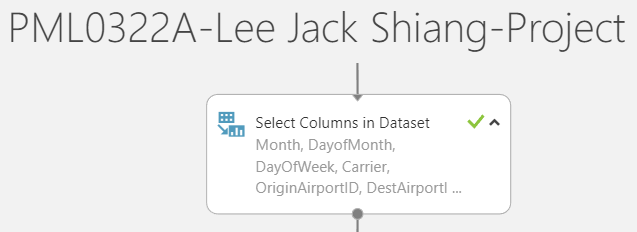 PML0322A-Lee Jack Shiang-Project
Select Columns in Dataset
Month, DayofMonth,
DayOfWeek, Carrier,
OriginAirportID, DestAirportI ...